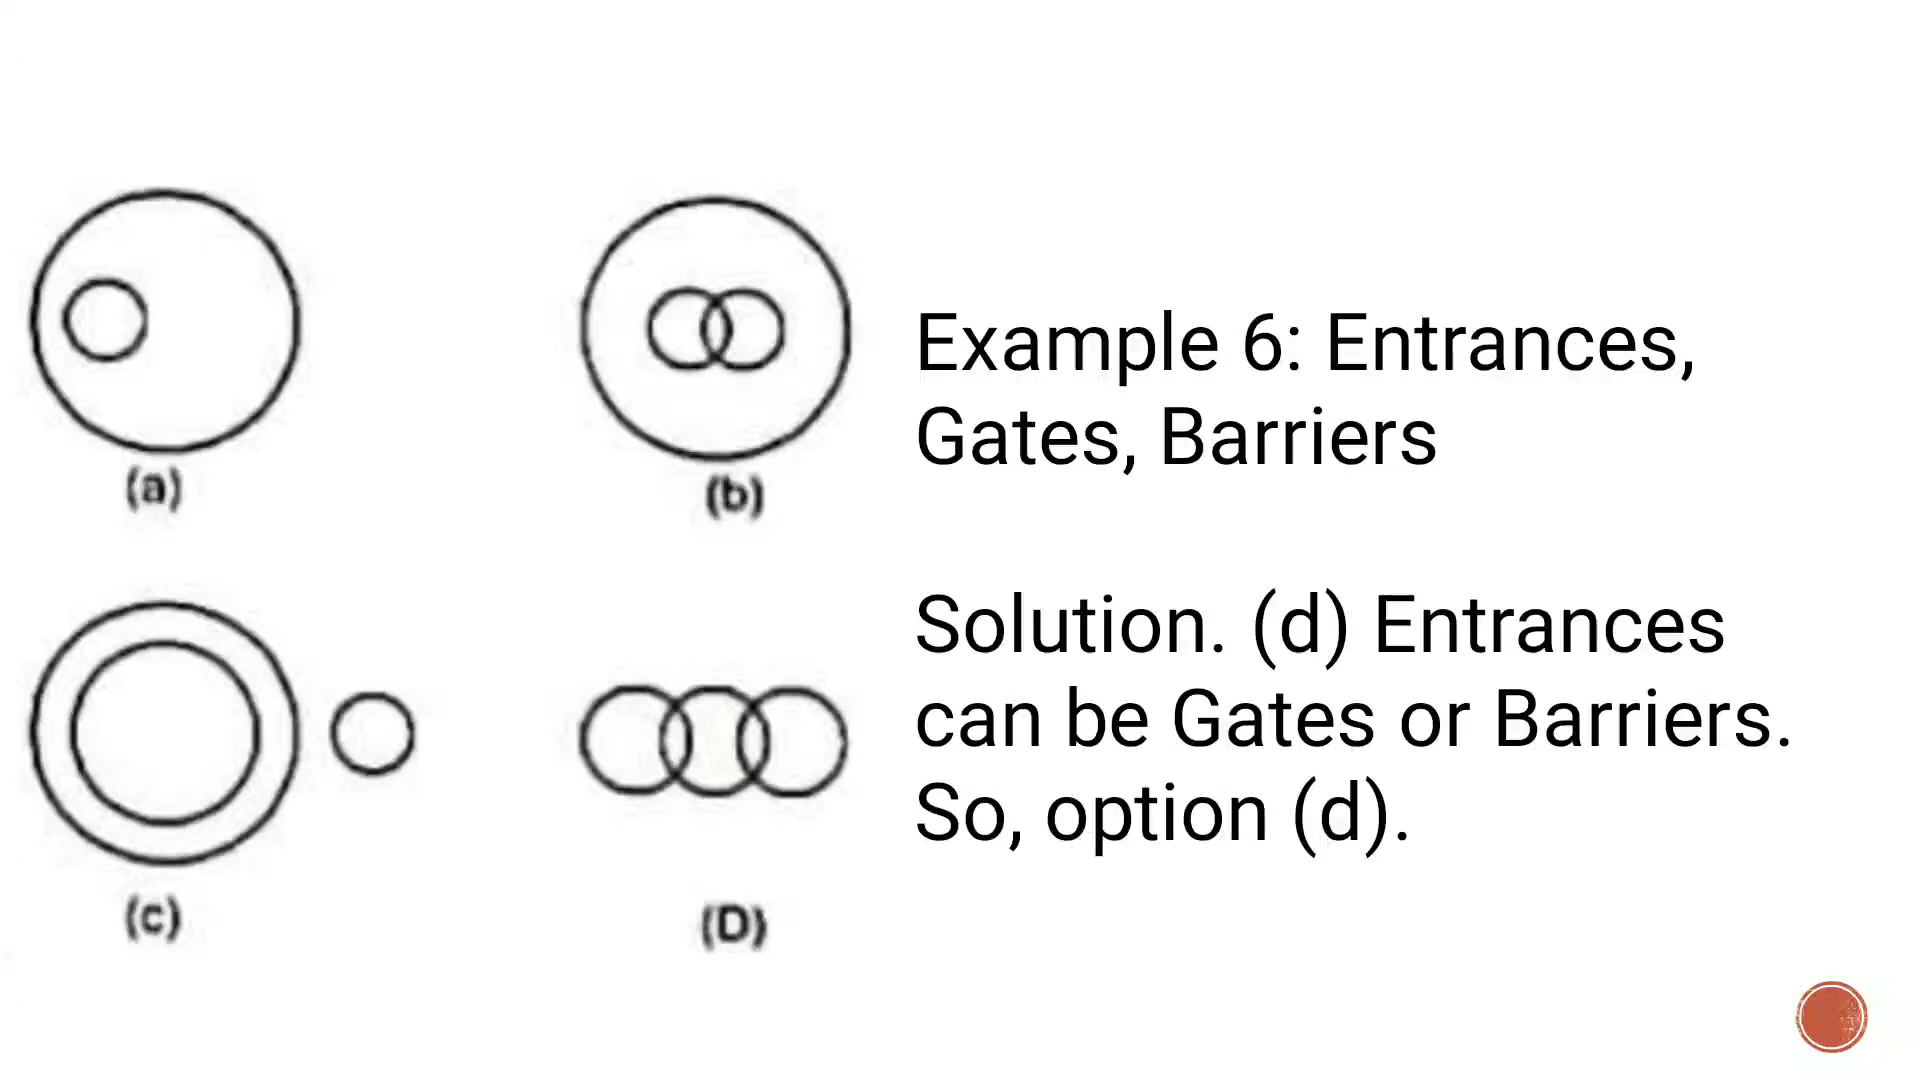 (a)
(b)
(c)
(D)
Example 6: Entrances,
Gates, Barriers
Solution. (d) Entrances
can be Gates or Barriers.
So, option (d).